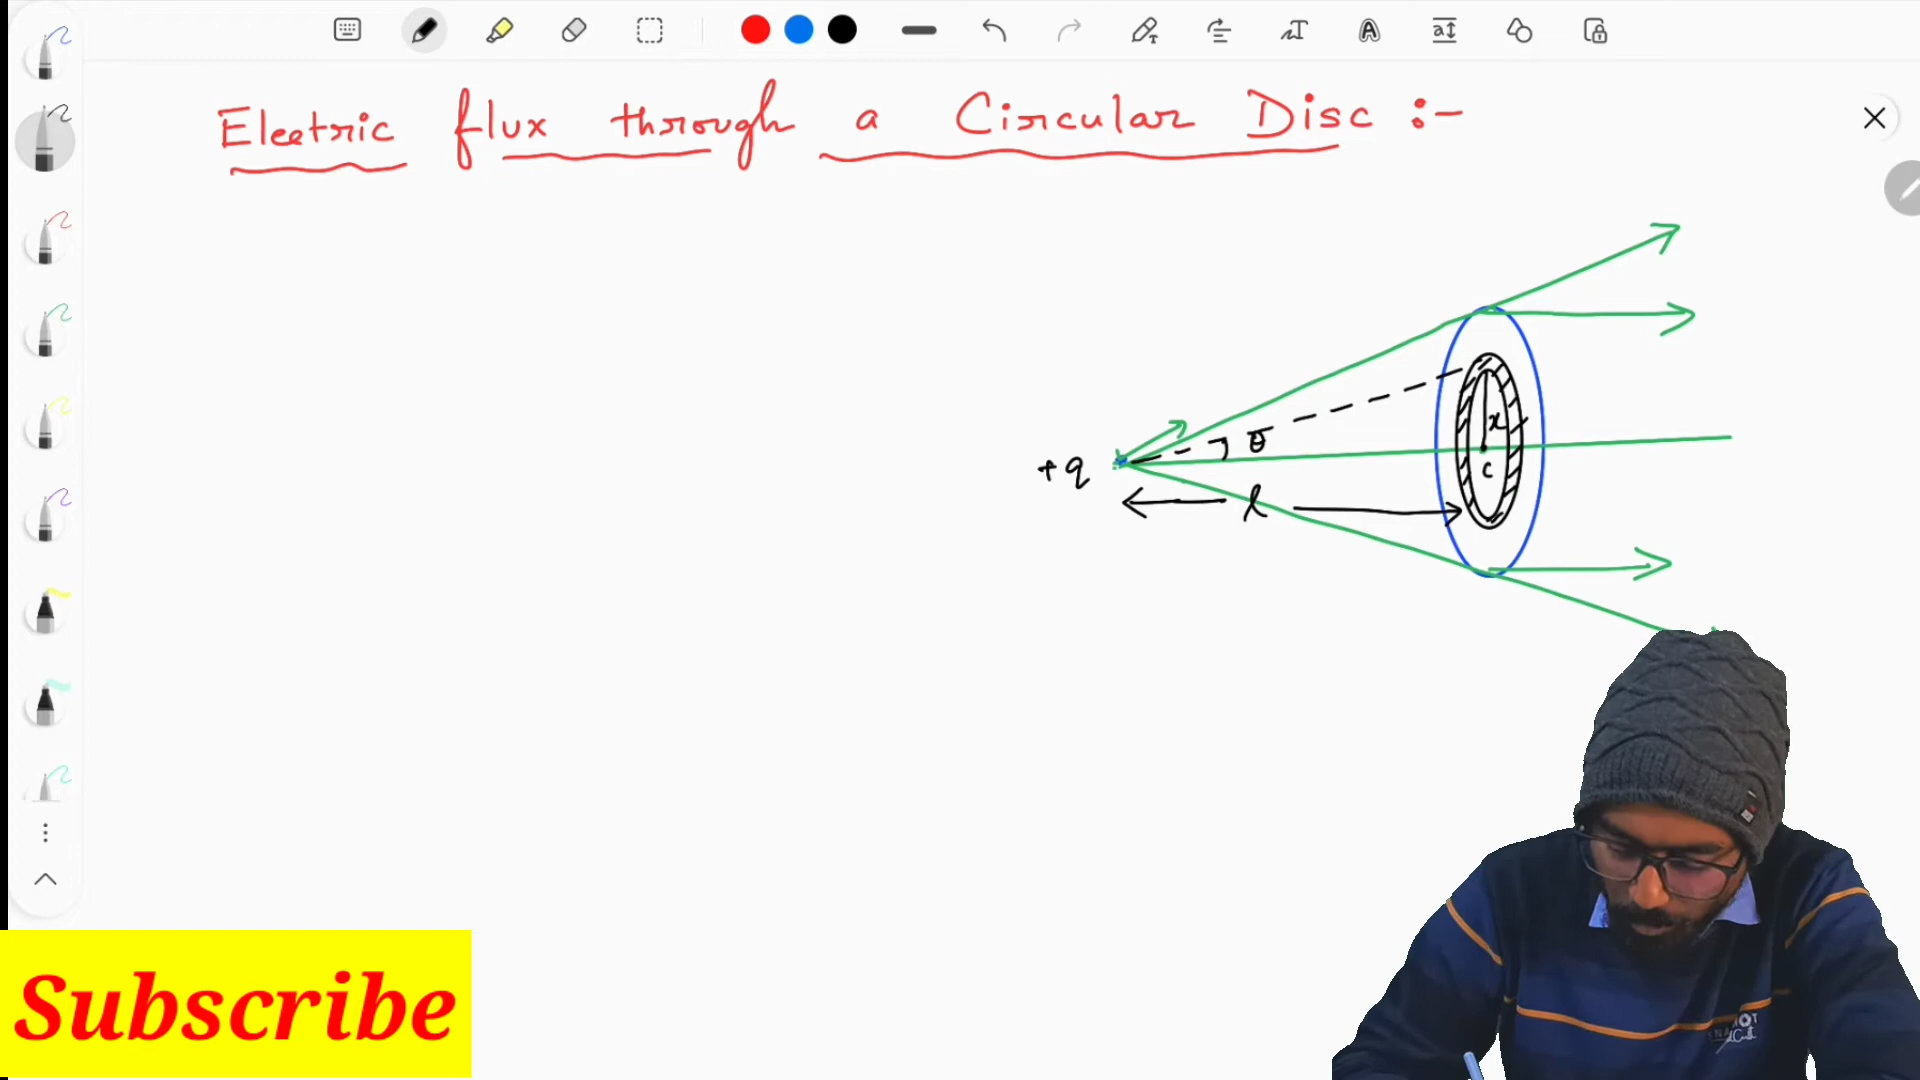 Electric flux through a Circular Disc :-
+q
θ
l
x
c
Subscribe